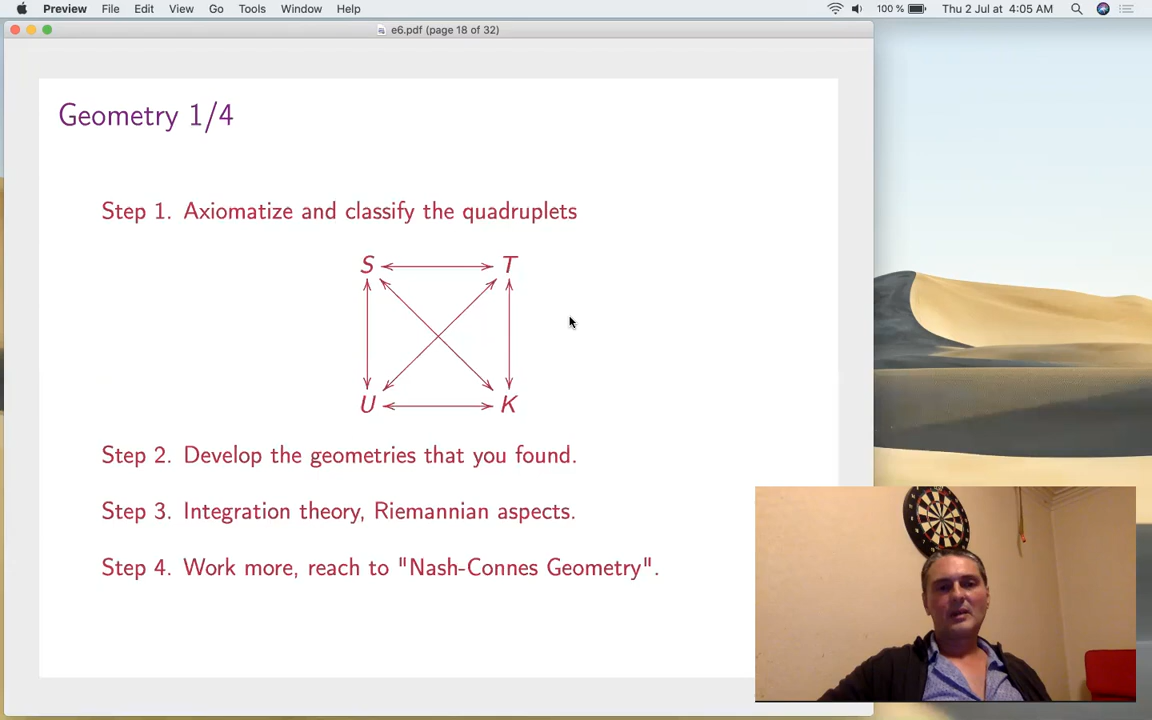 Preview File Edit View Go Tools Window Help 100 % Thu 2 Jul at 4:05 AM
e6.pdf (page 18 of 32)
Geometry 1/4
Step 1. Axiomatize and classify the quadruplets
S T
U K
Step 2. Develop the geometries that you found.
Step 3. Integration theory, Riemannian aspects.
Step 4. Work more, reach to "Nash-Connes Geometry".